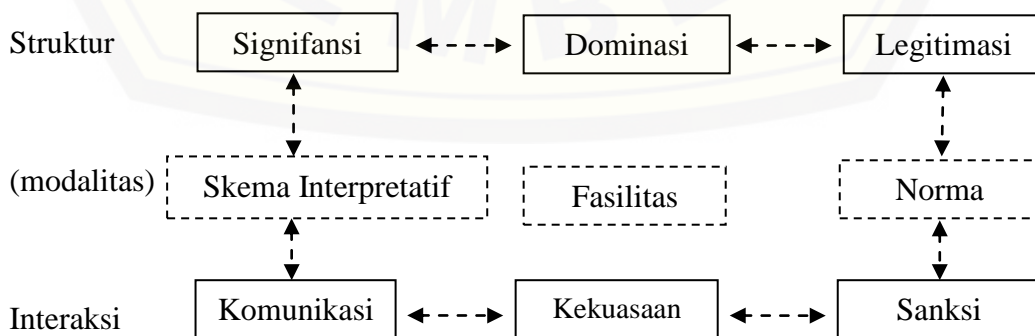 Struktur Signifansi Dominasi Legitimasi
(modalitas) Skema Interpretatif Fasilitas Norma
Interaksi Komunikasi Kekuasaan Sanksi